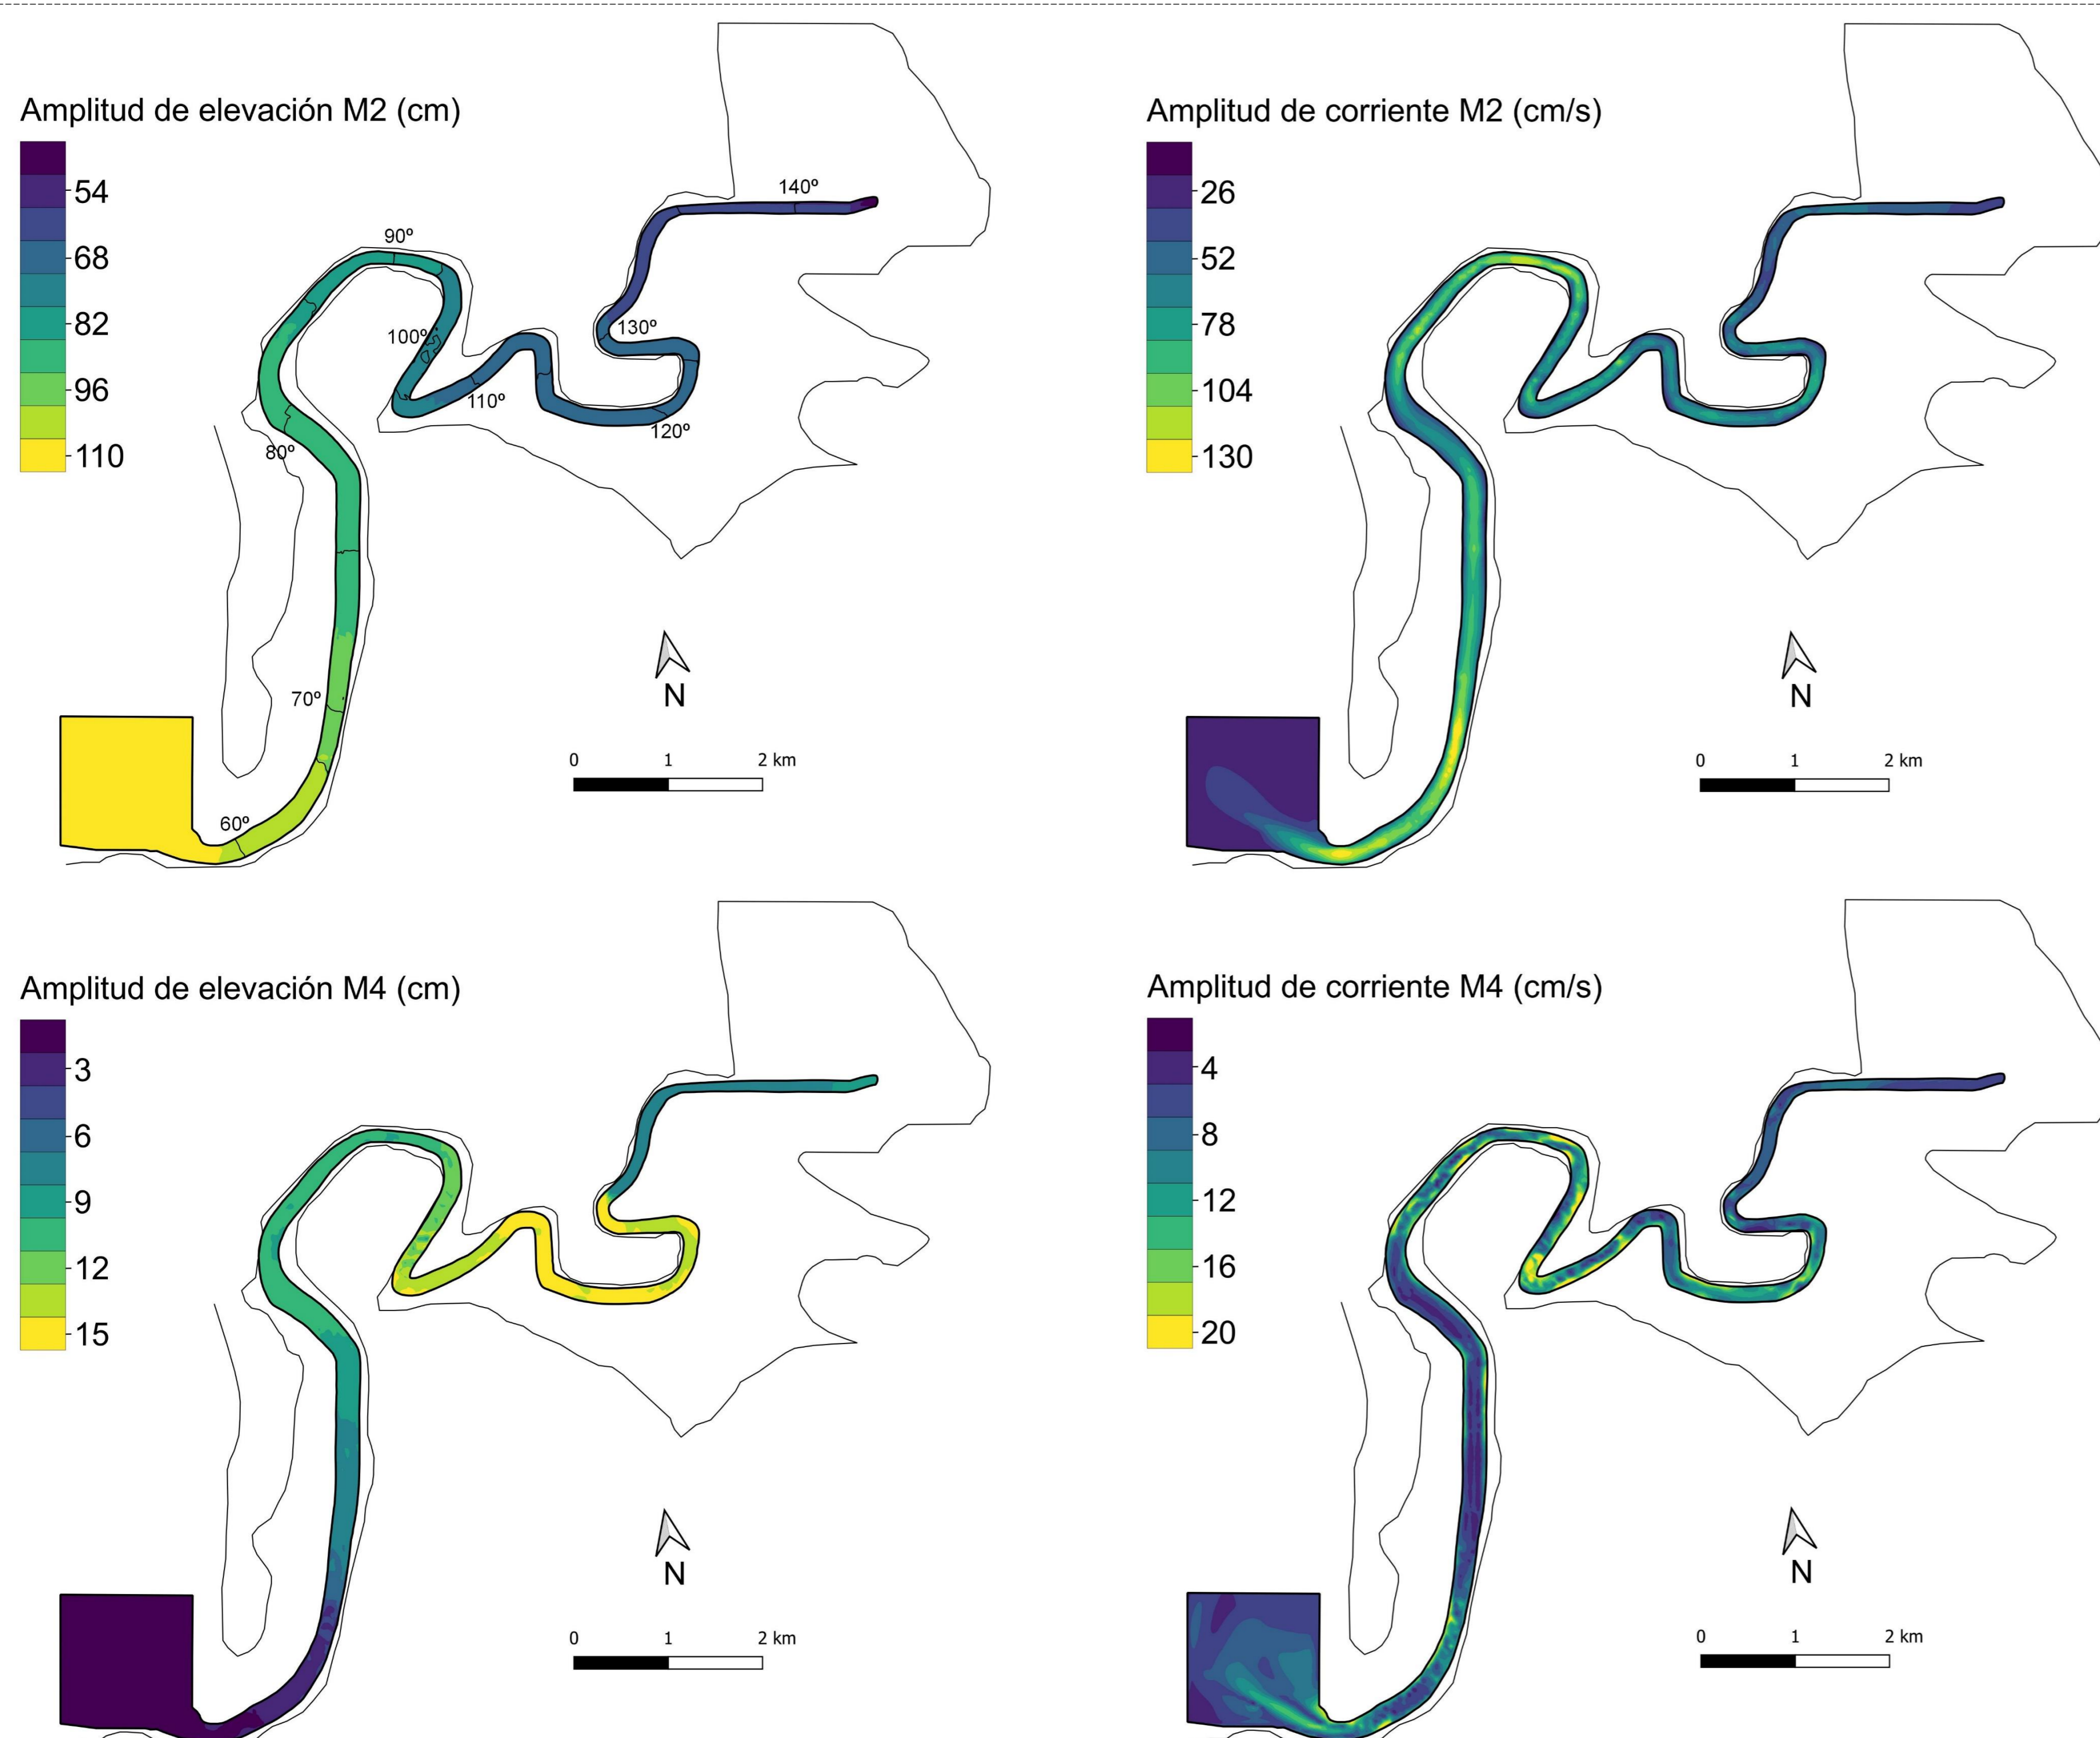 Amplitud de elevación M2 (cm)
54
68
82
96
110
140º
90º
130º
100º
110º
120º
80º
70º
60º
N
0 1 2 km
Amplitud de corriente M2 (cm/s)
26
52
78
104
130
N
0 1 2 km
Amplitud de elevación M4 (cm)
3
6
9
12
15
N
0 1 2 km
Amplitud de corriente M4 (cm/s)
4
8
12
16
20
N
0 1 2 km